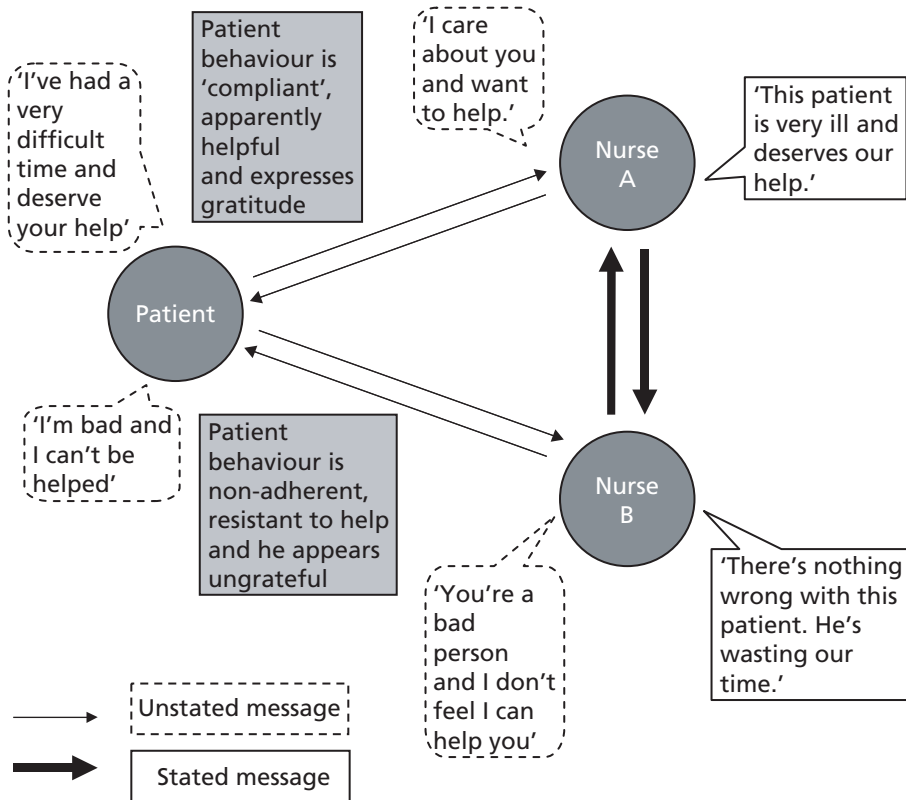 Patient
behaviour is
‘compliant’,
apparently
helpful
and expresses
gratitude
‘I've had a
very
difficult
time and
deserve
your help’
‘I care
about you
and want
to help.’
Nurse
A
‘This patient
is very ill and
deserves our
help.’
Patient
‘I'm bad and
I can't be
helped’
Patient
behaviour is
non-adherent,
resistant to help
and he appears
ungrateful
Nurse
B
‘You're a
bad
person
and I don't
feel I can
help you’
‘There's nothing
wrong with this
patient. He's
wasting our
time.’
Unstated message
Stated message